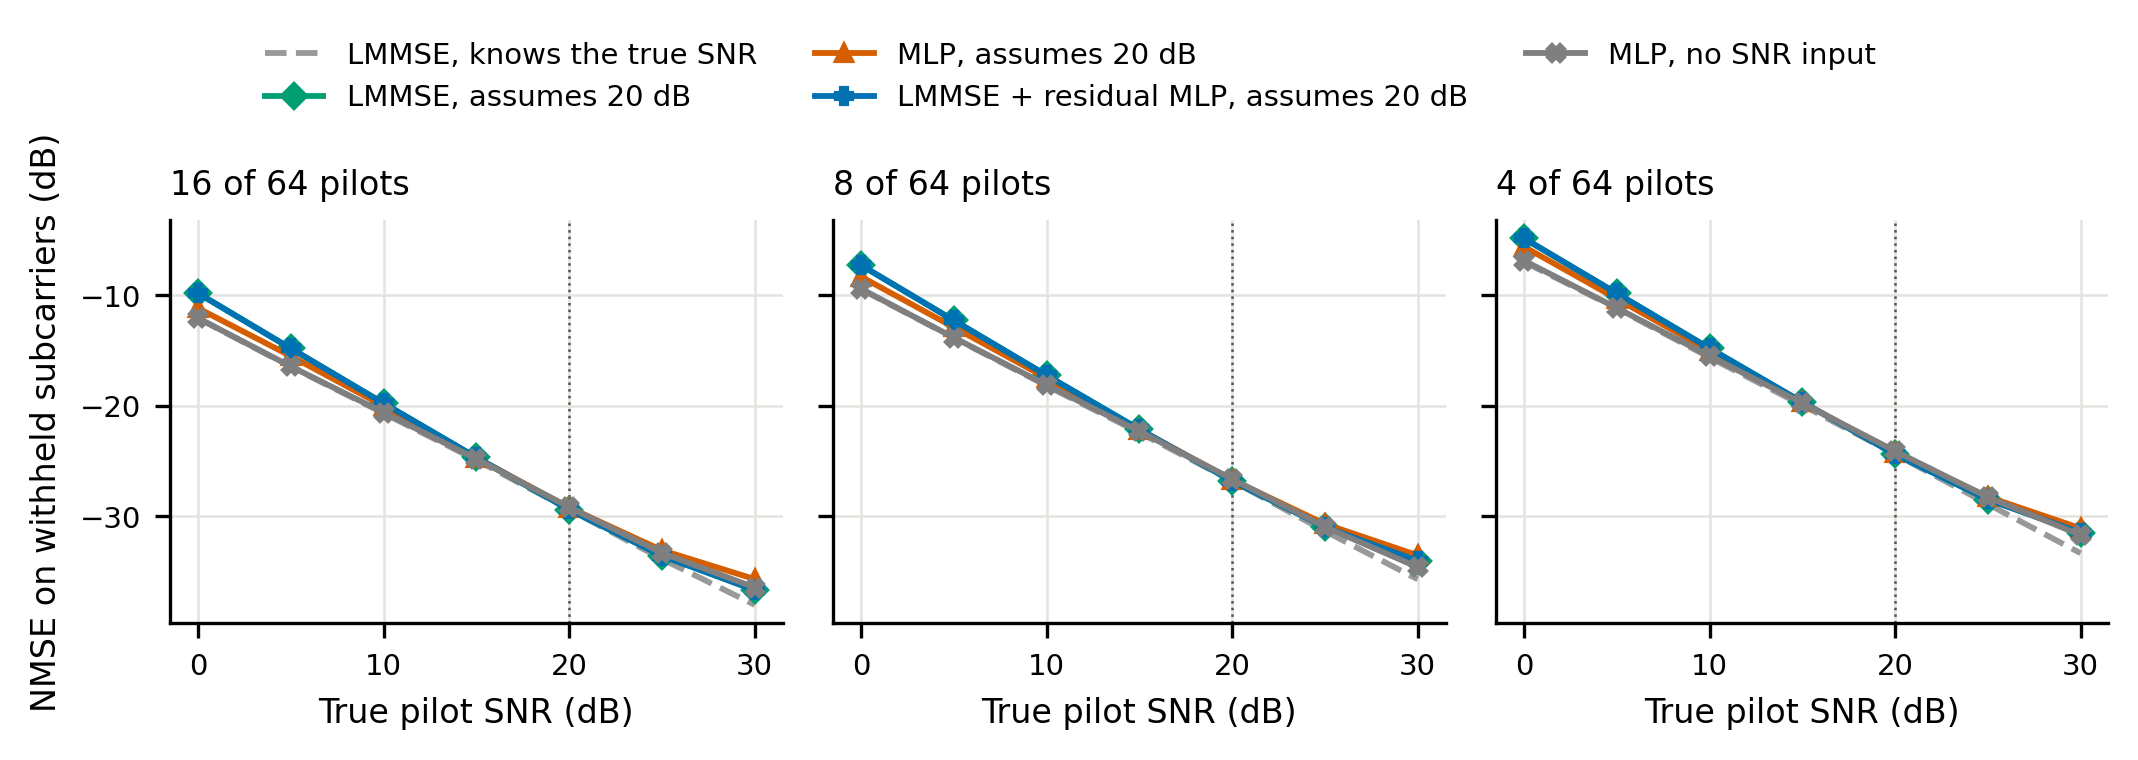 LMMSE, knows the true SNR
LMMSE, assumes 20 dB
MLP, assumes 20 dB
LMMSE + residual MLP, assumes 20 dB
MLP, no SNR input
NMSE on withheld subcarriers (dB)
16 of 64 pilots
−10
−20
−30
0 10 20 30
True pilot SNR (dB)
8 of 64 pilots
0 10 20 30
True pilot SNR (dB)
4 of 64 pilots
0 10 20 30
True pilot SNR (dB)